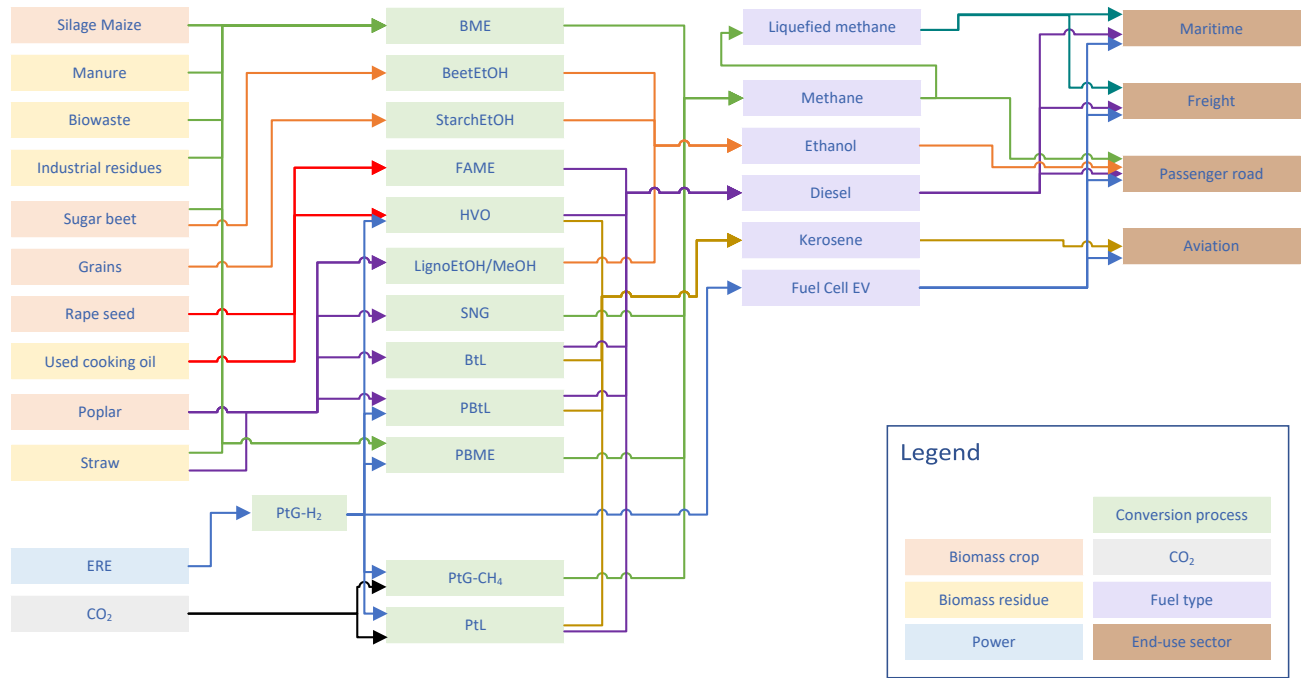 Silage Maize
Manure
Biowaste
Industrial residues
Sugar beet
Grains
Rape seed
Used cooking oil
Poplar
Straw
ERE
CO₂
PtG-H₂
BME
BeetEtOH
StarchEtOH
FAME
HVO
LignoEtOH/MeOH
SNG
BtL
PBtL
PBME
PtG-CH₄
PtL
Liquefied methane
Methane
Ethanol
Diesel
Kerosene
Fuel Cell EV
Maritime
Freight
Passenger road
Aviation
Legend
Conversion process
Biomass crop
CO₂
Biomass residue
Fuel type
Power
End-use sector